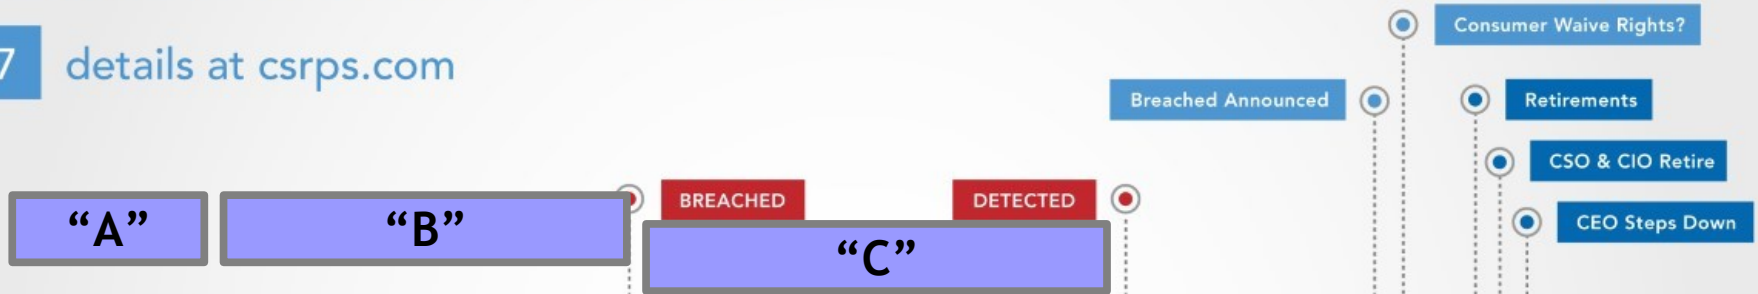 Consumer Waive Rights?
7 details at csrps.com
Breached Announced
Retirements
CSO & CIO Retire
BREACHED
DETECTED
“A”
“B”
CEO Steps Down
“C”